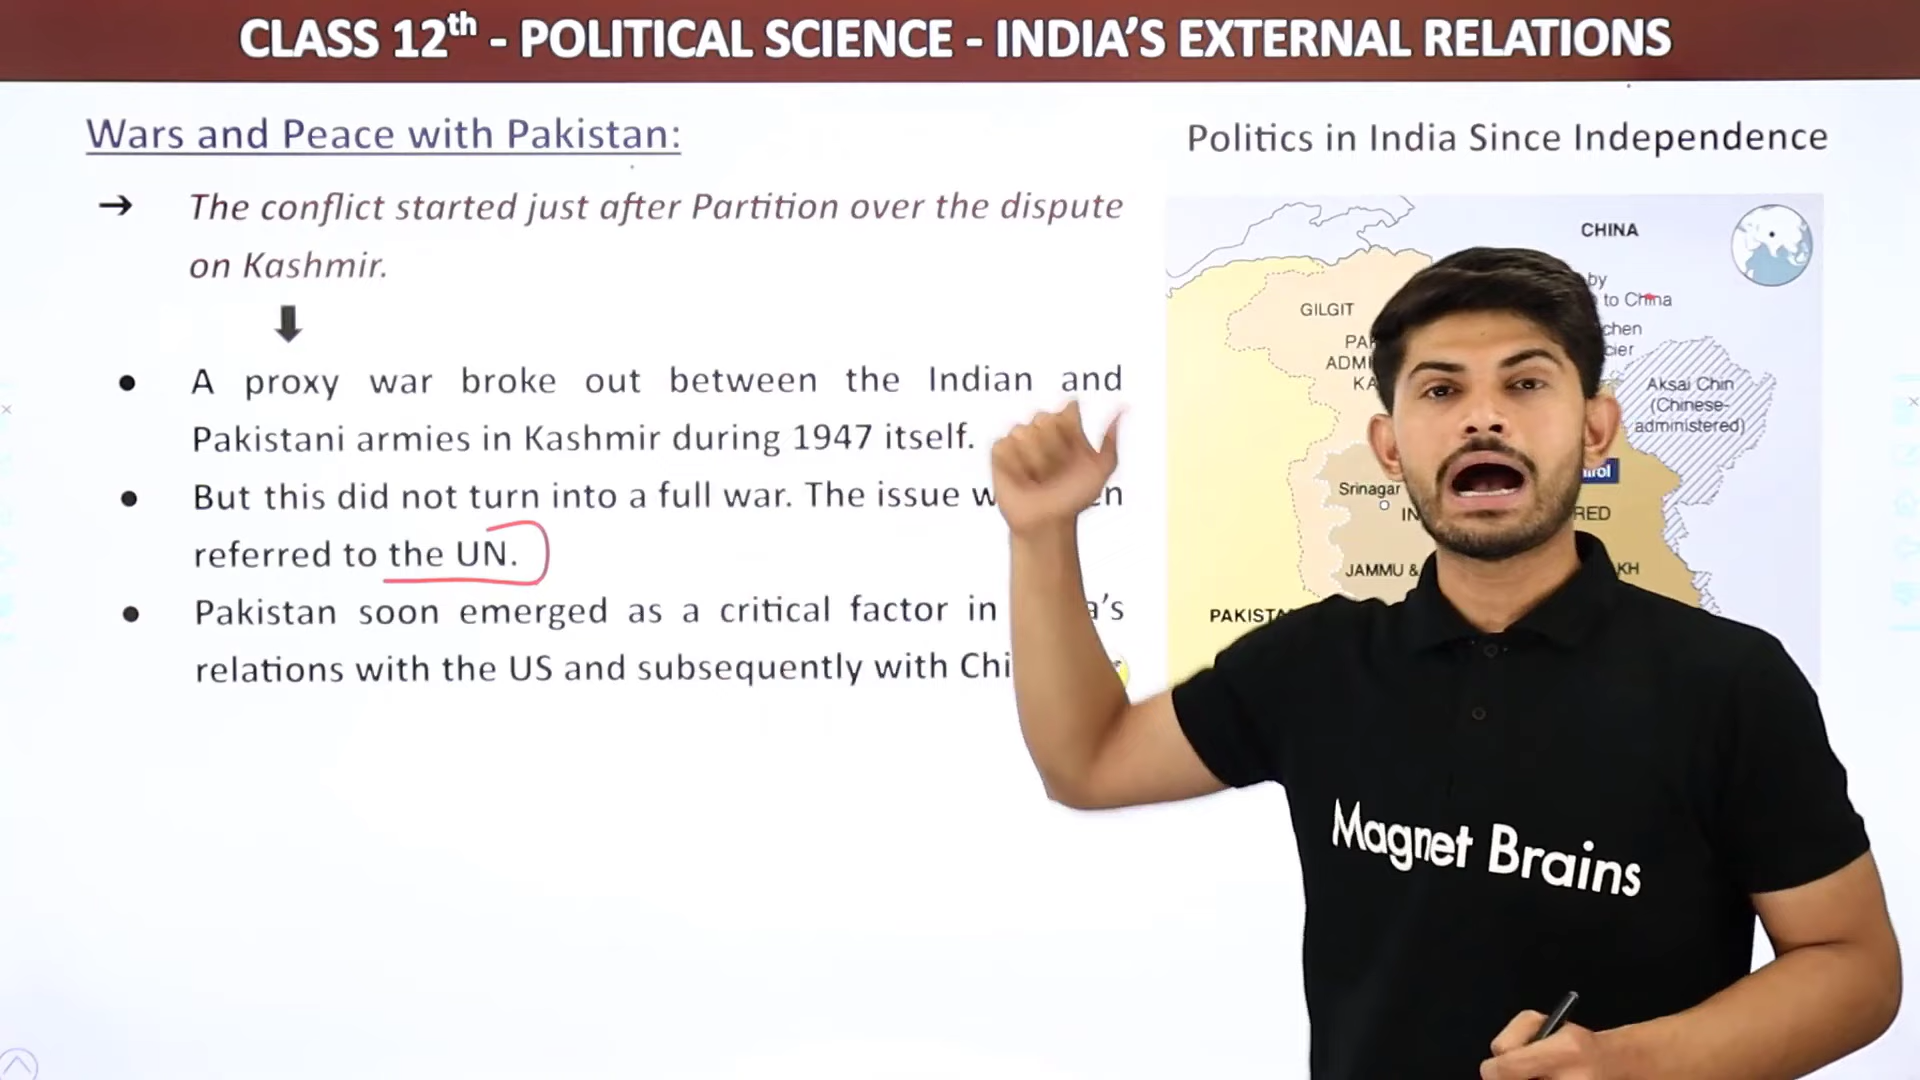 CLASS 12th - POLITICAL SCIENCE - INDIA'S EXTERNAL RELATIONS
Wars and Peace with Pakistan:
Politics in India Since Independence
➔ The conflict started just after Partition over the dispute
on Kashmir.
● A proxy war broke out between the Indian and
Pakistani armies in Kashmir during 1947 itself.
● But this did not turn into a full war. The issue
referred to the UN.
● Pakistan soon emerged as a critical factor in
relations with the US and subsequently with
CHINA
by
to China
GILGIT
Aksai Chin
(Chinese-
administered)
Srinagar
JAMMU &
Magnet Brains